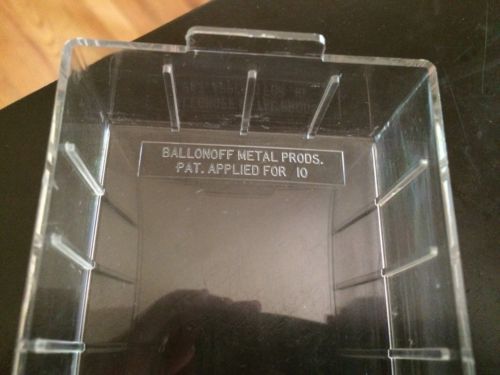 BALLONOFF METAL PRODS.
PAT. APPLIED FOR 10